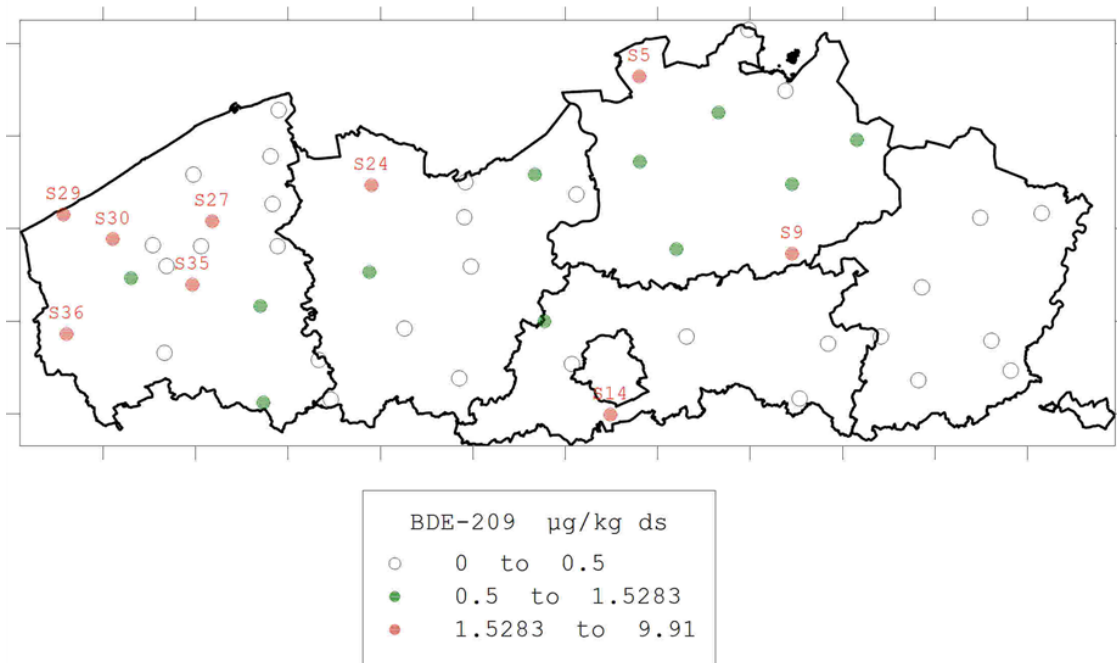 S5
S24
S29
S27
S30
S9
S35
S36
S14
BDE-209 µg/kg ds
0 to 0.5
0.5 to 1.5283
1.5283 to 9.91